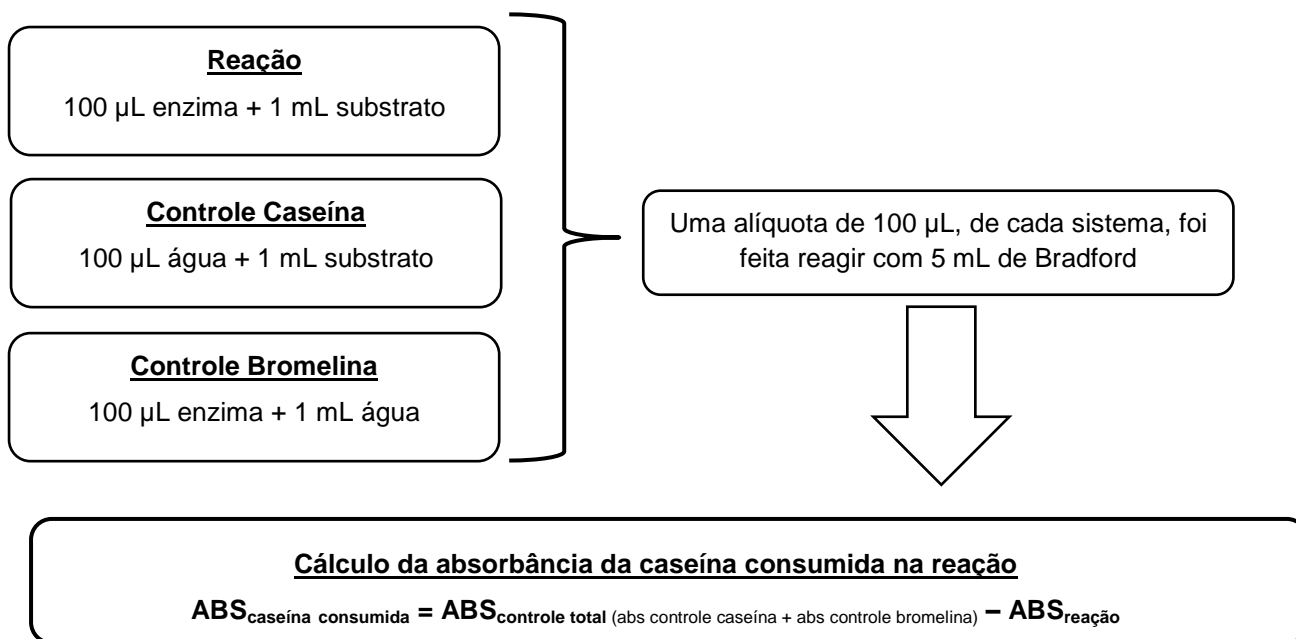 Reação
100 µL enzima + 1 mL substrato
Controle Caseína
100 µL água + 1 mL substrato
Controle Bromelina
100 µL enzima + 1 mL água
Uma alíquota de 100 µL, de cada sistema, foi
feita reagir com 5 mL de Bradford
Cálculo da absorbância da caseína consumida na reação
ABScaseína consumida = ABScontrole total (abs controle caseína + abs controle bromelina) – ABSreação